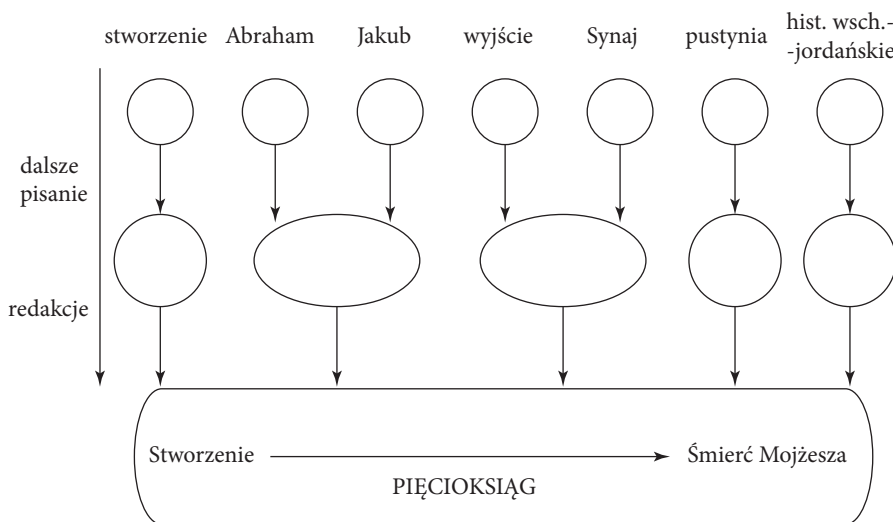 stworzenie Abraham Jakub wyjście Synaj pustynia hist. wsch.-
-jordańskie
dalsze
pisanie
redakcje
Stworzenie Śmierć Mojżesza
PIĘCIOKSIĄG